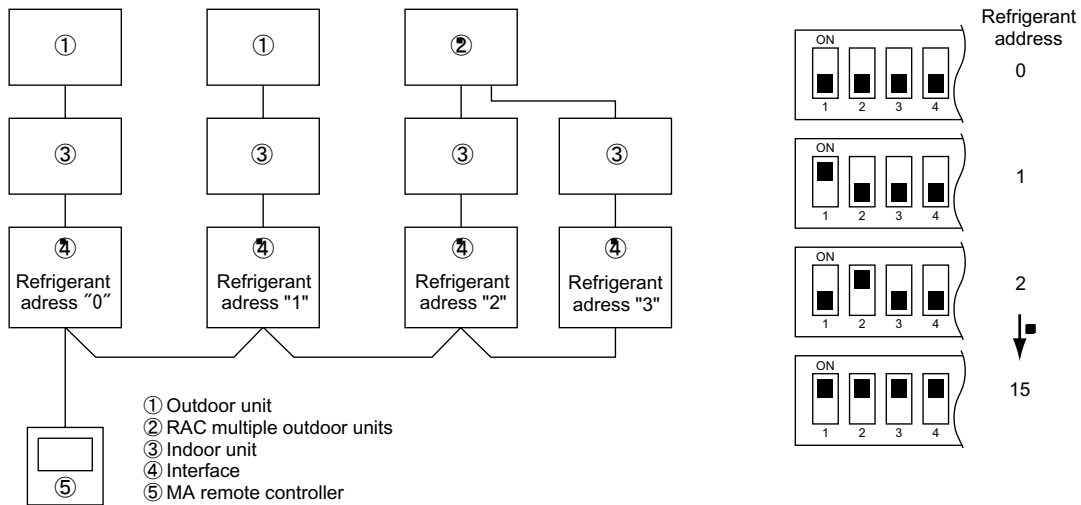 ①
①
②
③
③
③
③
④
Refrigerant
adress "0"
④
Refrigerant
adress "1"
④
Refrigerant
adress "2"
④
Refrigerant
adress "3"
⑤
① Outdoor unit
② RAC multiple outdoor units
③ Indoor unit
④ Interface
⑤ MA remote controller
Refrigerant
address
ON
1 2 3 4
0
ON
1 2 3 4
1
ON
1 2 3 4
2
ON
1 2 3 4
15